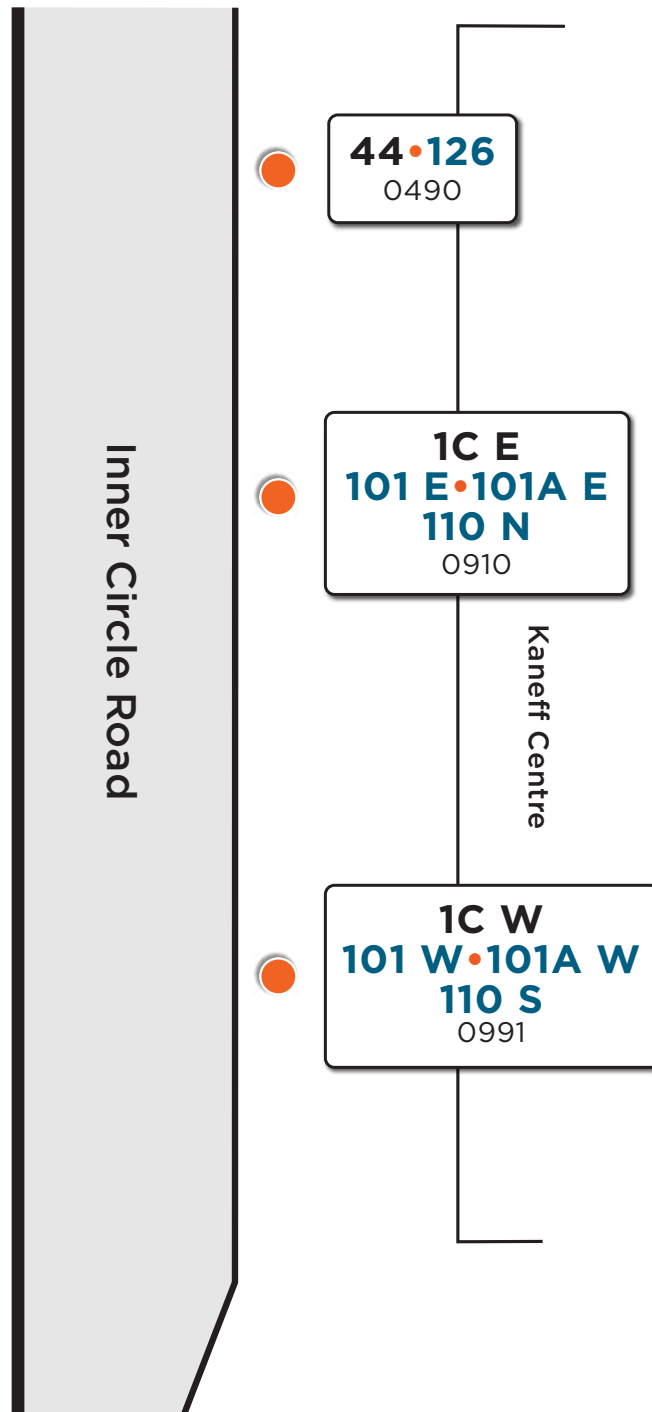 44•126
0490
1C E
101 E•101A E
110 N
0910
Inner Circle Road
Kaneff Centre
1C W
101 W•101A W
110 S
0991